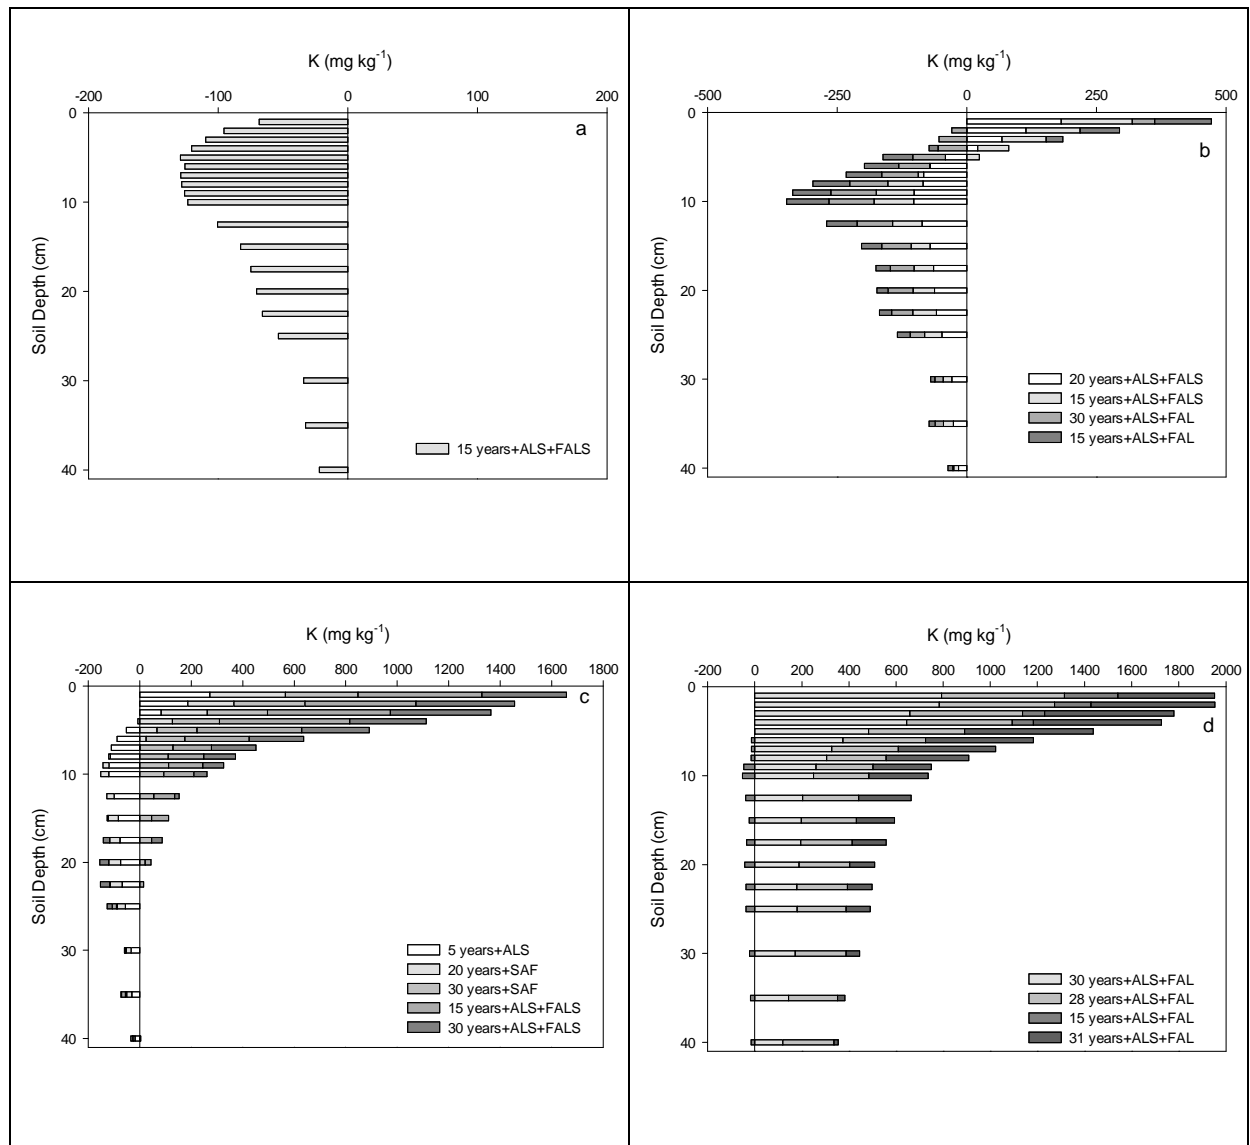 K (mg kg⁻¹)
-200 -100 0 100 200
0
10
20
30
40
Soil Depth (cm)
a
15 years+ALS+FALS
K (mg kg⁻¹)
-500 -250 0 250 500
0
10
20
30
40
Soil Depth (cm)
b
20 years+ALS+FALS
15 years+ALS+FALS
30 years+ALS+FAL
15 years+ALS+FAL
K (mg kg⁻¹)
-200 0 200 400 600 800 1000 1200 1400 1600 1800
0
10
20
30
40
Soil Depth (cm)
c
5 years+ALS
20 years+SAF
30 years+SAF
15 years+ALS+FALS
30 years+ALS+FALS
K (mg kg⁻¹)
-200 0 200 400 600 800 1000 1200 1400 1600 1800 2000
0
10
20
30
40
Soil Depth (cm)
d
30 years+ALS+FAL
28 years+ALS+FAL
15 years+ALS+FAL
31 years+ALS+FAL